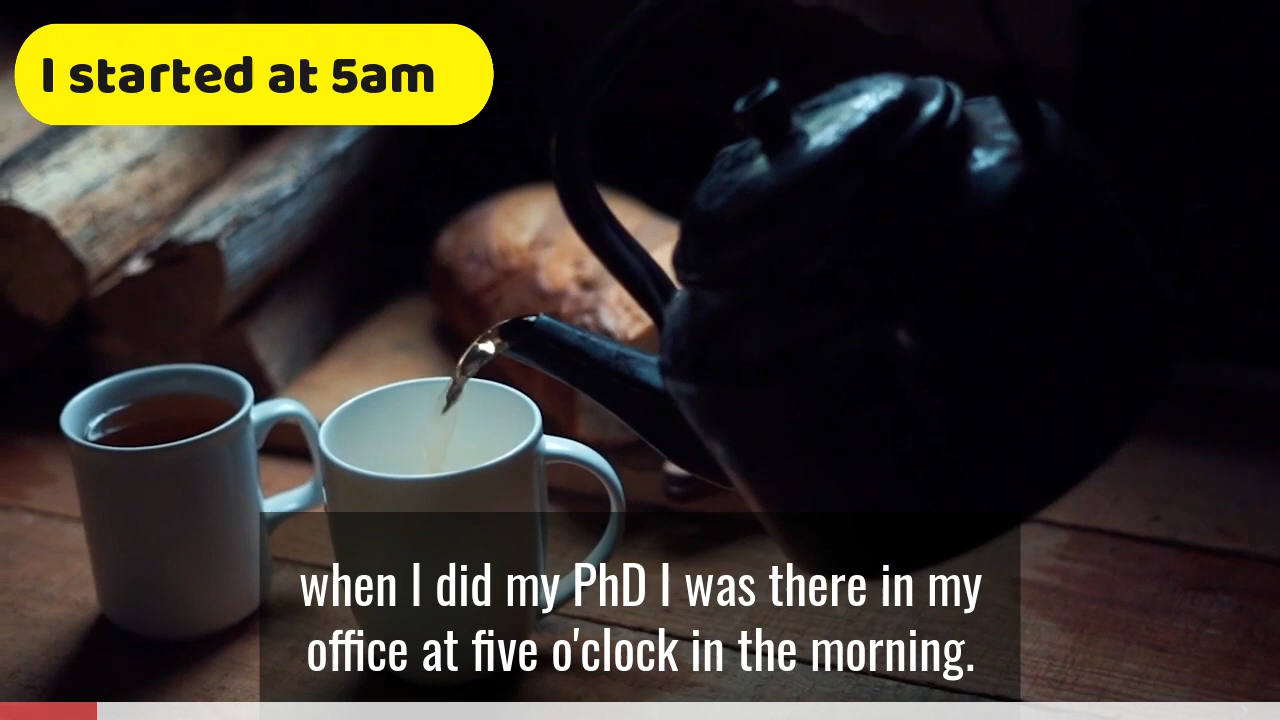 I started at 5am
when I did my PhD I was there in my
office at five o'clock in the morning.